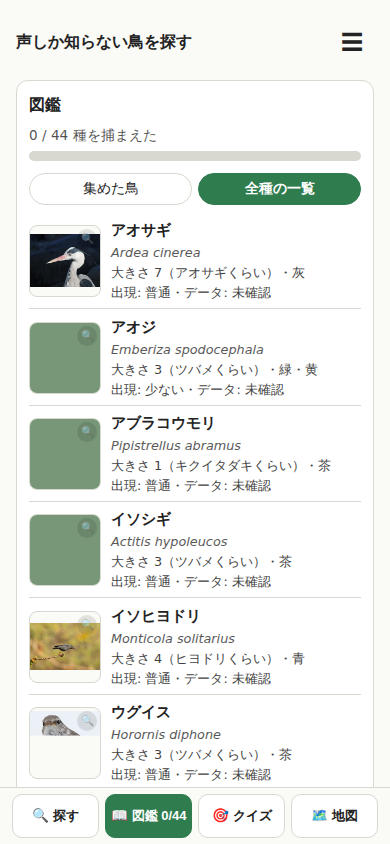 声しか知らない鳥を探す
図鑑
0 / 44 種を捕まえた
集めた鳥
全種の一覧
アオサギ
Ardea cinerea
大きさ 7（アオサギくらい）・灰
出現: 普通・データ: 未確認
アオジ
Emberiza spodocephala
大きさ 3（ツバメくらい）・緑・黄
出現: 少ない・データ: 未確認
アブラコウモリ
Pipistrellus abramus
大きさ 1（キクイタダキくらい）・茶
出現: 普通・データ: 未確認
イソシギ
Actitis hypoleucos
大きさ 3（ツバメくらい）・茶
出現: 普通・データ: 未確認
イソヒヨドリ
Monticola solitarius
大きさ 4（ヒヨドリくらい）・青
出現: 普通・データ: 未確認
ウグイス
Horornis diphone
大きさ 3（ツバメくらい）・茶
出現: 普通・データ: 未確認
探す
図鑑 0/44
クイズ
地図